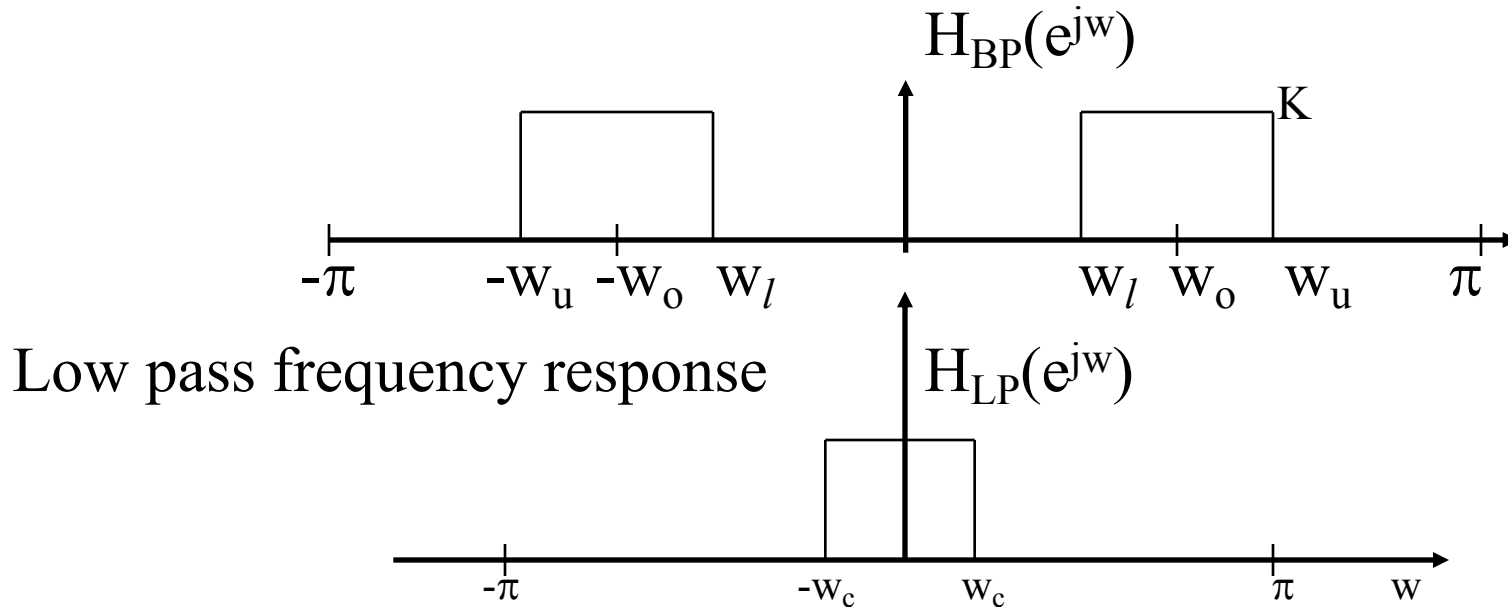 H_BP(e^jw)
K
-π -w_u -w_o w_l w_l w_o w_u π
Low pass frequency response H_LP(e^jw)
-π -w_c w_c π w